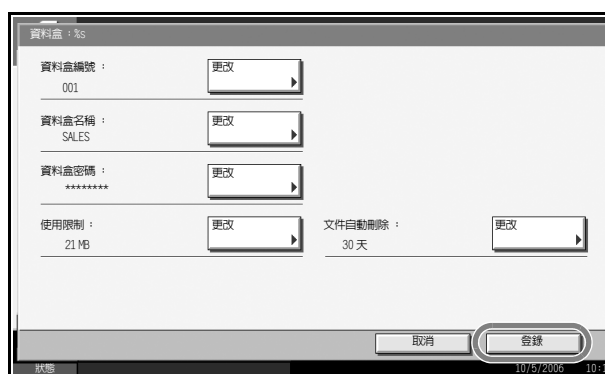 資料盒：%s
資料盒編號： 更改
001
資料盒名稱： 更改
SALES
資料盒密碼： 更改
********
使用限制： 更改 文件自動刪除： 更改
21 MB 30 天
取消 登錄
狀態 10/5/2006 10:1